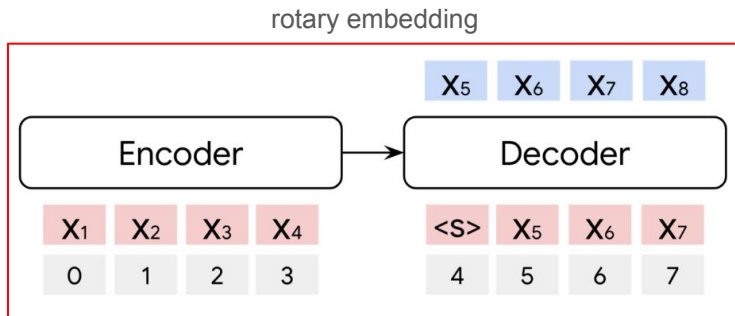 rotary embedding
X5 X6 X7 X8
Encoder Decoder
X1 X2 X3 X4 <s> X5 X6 X7
0 1 2 3 4 5 6 7